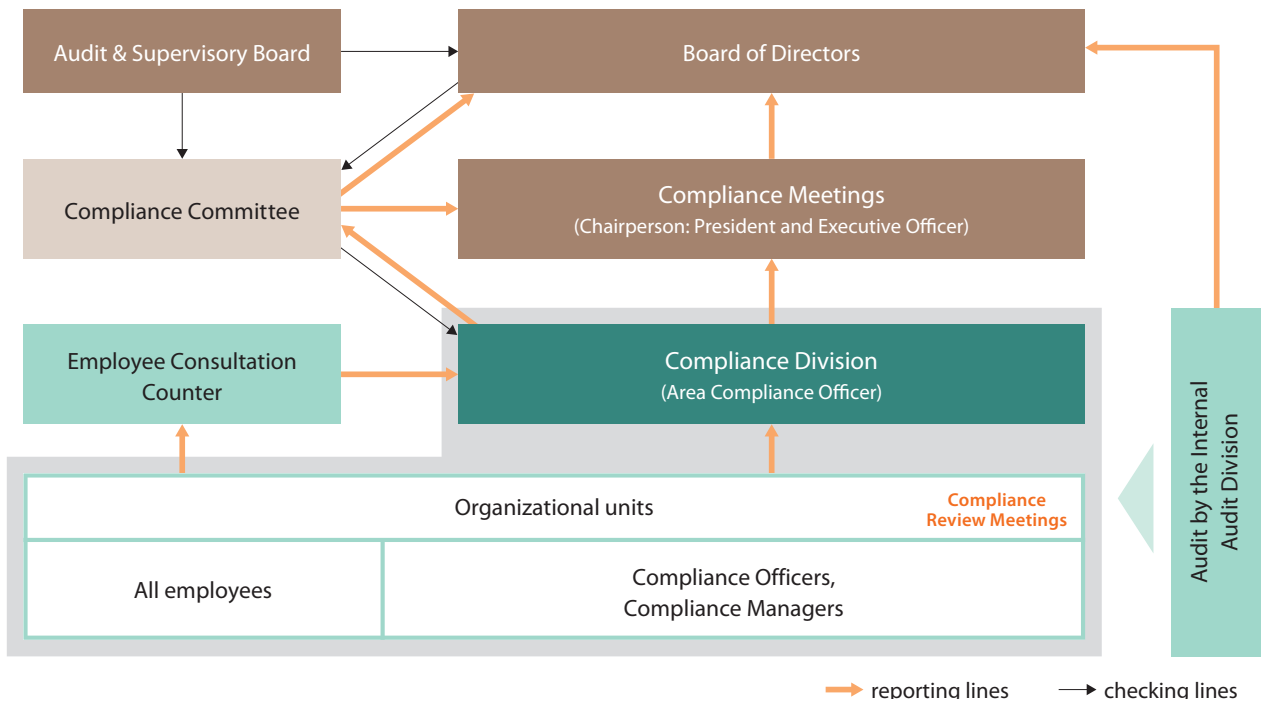 Audit & Supervisory Board
Board of Directors
Compliance Committee
Compliance Meetings
(Chairperson: President and Executive Officer)
Employee Consultation
Counter
Compliance Division
(Area Compliance Officer)
Organizational units
Compliance
Review Meetings
All employees
Compliance Officers,
Compliance Managers
Audit by the Internal
Audit Division
reporting lines
checking lines